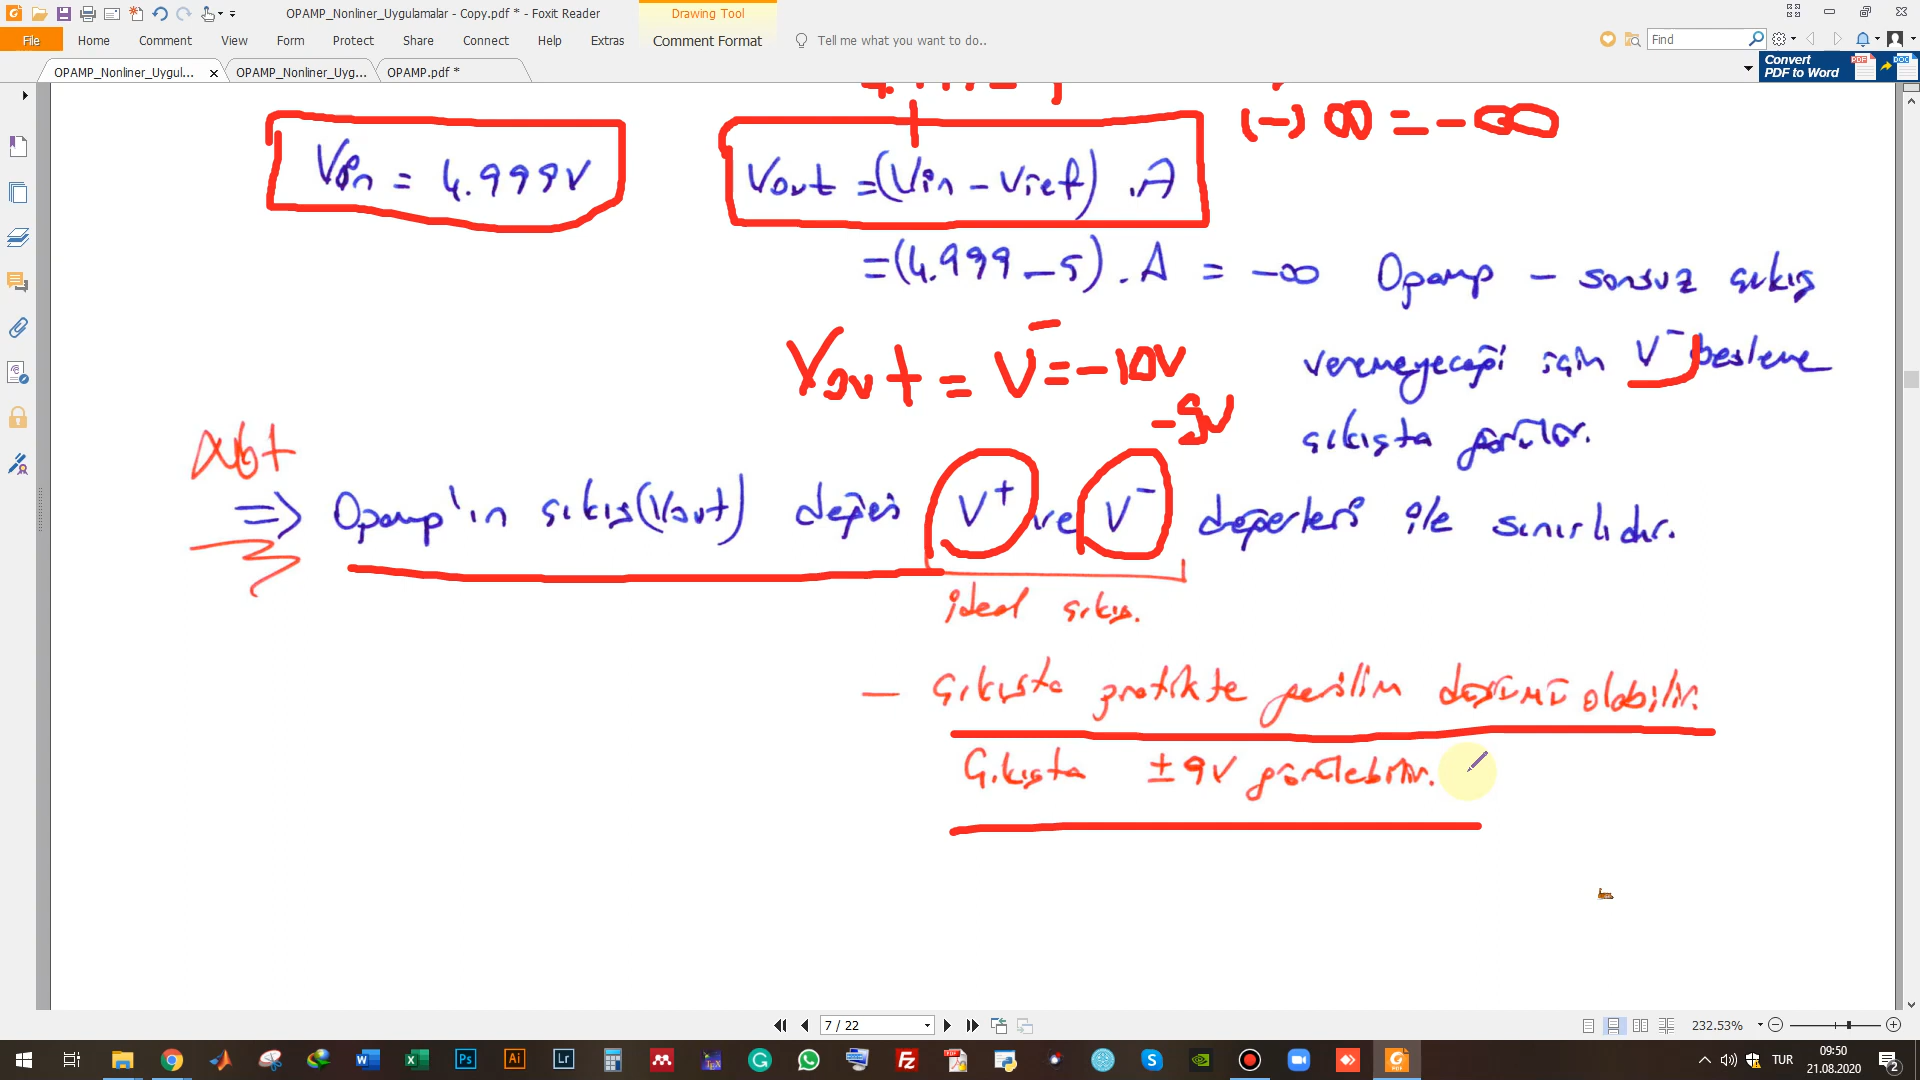 OPAMP_Nonliner_Uygulamalar - Copy.pdf * - Foxit Reader
Drawing Tool
File Home Comment View Form Protect Share Connect Help Extras Comment Format Tell me what you want to do.. Find
OPAMP_Nonliner_Uygul... OPAMP_Nonliner_Uyg... OPAMP.pdf *
Convert
PDF to Word
(-) ∞ = -∞
Vin = 4.999V
Vout = (Vin - Vref) . A
= (4.999 - 5) . A = -∞ Opamp - sonsuz çıkış
Vout = V⁻ = -10V
veremeyeceği için V⁻ besleme
-9V
çıkışta görülür.
Not
=> Opamp'ın çıkış (Vout) değeri V⁺ ve V⁻ değerleri ile sınırlıdır.
ideal çıkış.
- Çıkışta pratikte gerilim düşümü olabilir.
Çıkışta ±9V görülebilir.
7 / 22
232.53%
TUR
09:50
21.08.2020
2